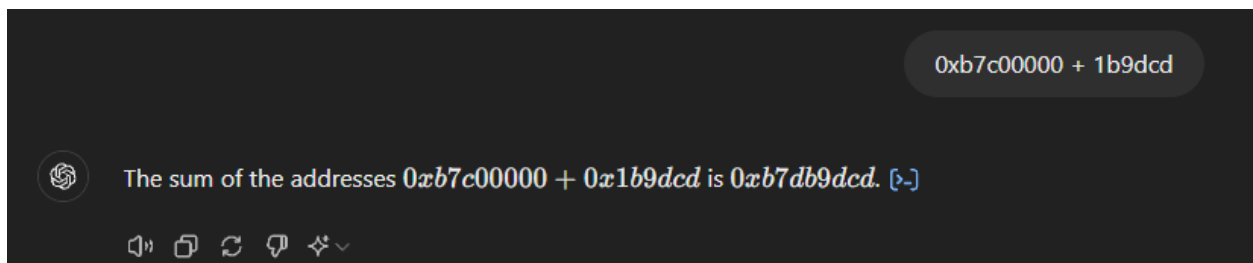 0xb7c00000 + 1b9dcd
The sum of the addresses 0xb7c00000 + 0x1b9dcd is 0xb7db9dcd. [>-]